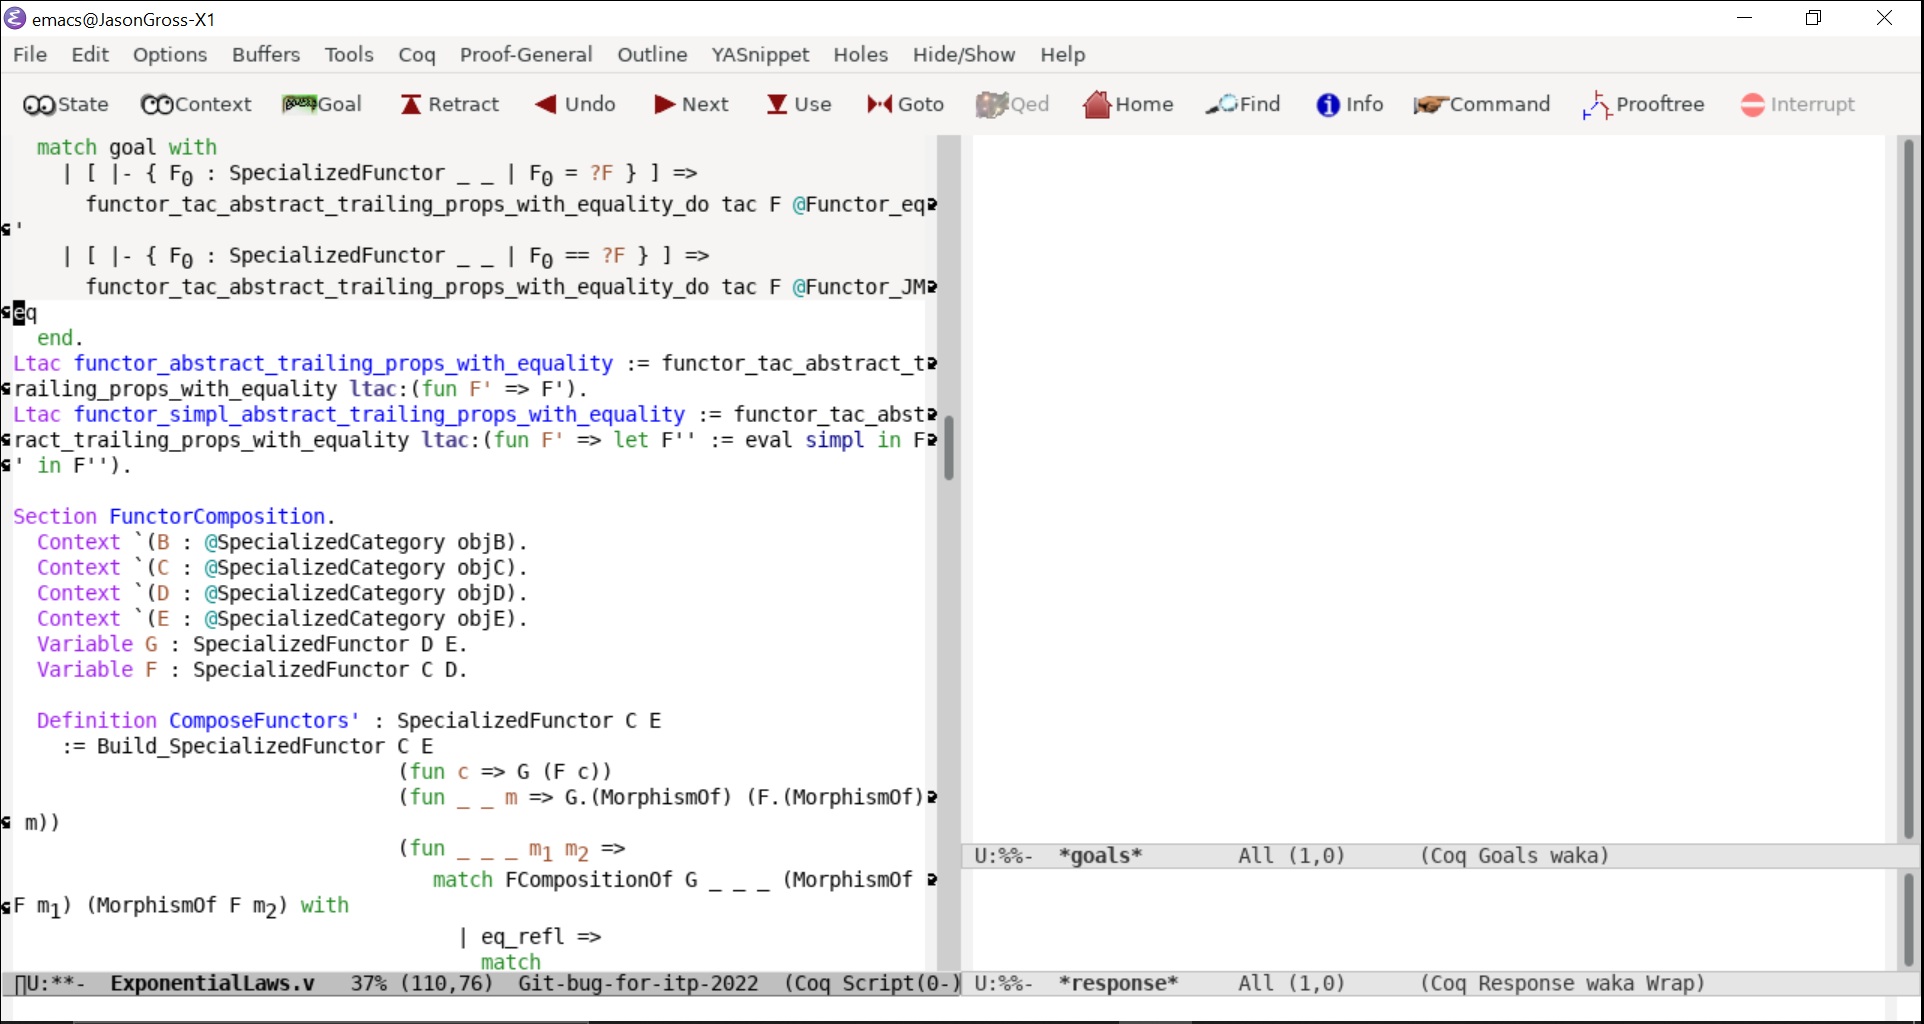 emacs@JasonGross-X1
File Edit Options Buffers Tools Coq Proof-General Outline YASnippet Holes Hide/Show Help
State Context Goal Retract Undo Next Use Goto Qed Home Find Info Command Prooftree Interrupt
match goal with
| [ |- { F0 : SpecializedFunctor _ _ | F0 = ?F } ] =>
functor_tac_abstract_trailing_props_with_equality_do tac F @Functor_eq
'
| [ |- { F0 : SpecializedFunctor _ _ | F0 == ?F } ] =>
functor_tac_abstract_trailing_props_with_equality_do tac F @Functor_JM
eq
end.
Ltac functor_abstract_trailing_props_with_equality := functor_tac_abstract_t
railing_props_with_equality ltac:(fun F' => F').
Ltac functor_simpl_abstract_trailing_props_with_equality := functor_tac_abst
ract_trailing_props_with_equality ltac:(fun F' => let F'' := eval simpl in F
' in F'').
Section FunctorComposition.
Context `(B : @SpecializedCategory objB).
Context `(C : @SpecializedCategory objC).
Context `(D : @SpecializedCategory objD).
Context `(E : @SpecializedCategory objE).
Variable G : SpecializedFunctor D E.
Variable F : SpecializedFunctor C D.
Definition ComposeFunctors' : SpecializedFunctor C E
:= Build_SpecializedFunctor C E
(fun c => G (F c))
(fun _ _ m => G.(MorphismOf) (F.(MorphismOf)
m))
(fun _ _ _ m1 m2 =>
match FCompositionOf G _ _ _ (MorphismOf
F m1) (MorphismOf F m2) with
| eq_refl =>
match
U:**- ExponentialLaws.v 37% (110,76) Git-bug-for-itp-2022 (Coq Script(0-)
U:%%- *goals* All (1,0) (Coq Goals waka)
U:%%- *response* All (1,0) (Coq Response waka Wrap)